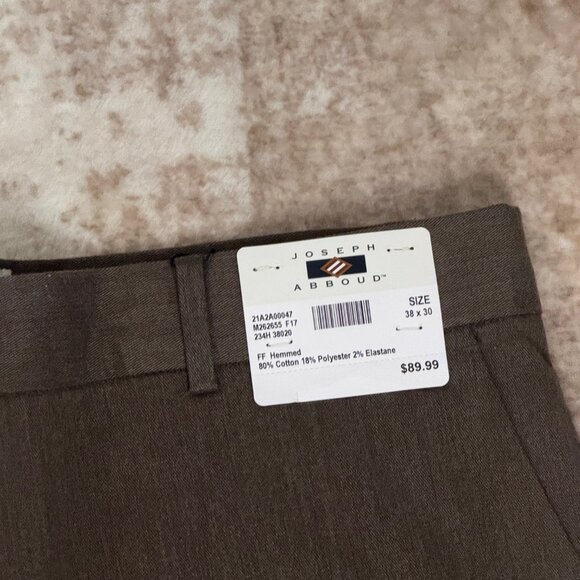 JOSEPH
ABBOUD™
21A2A00047
M262655 F17
234H 38020
SIZE
38 x 30
FF Hemmed
80% Cotton 18% Polyester 2% Elastane
$89.99